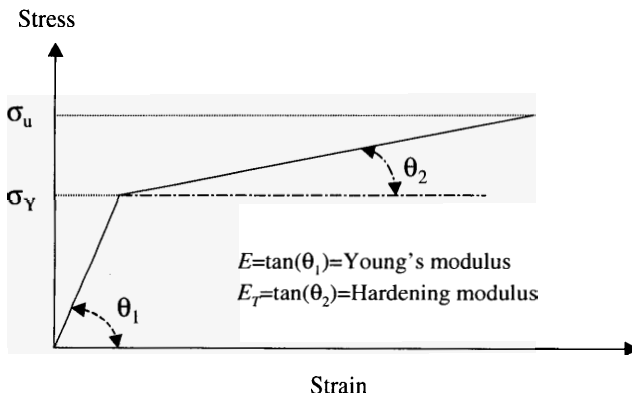 Stress
σu
σY
θ2
E=tan(θ1)=Young's modulus
ET=tan(θ2)=Hardening modulus
θ1
Strain